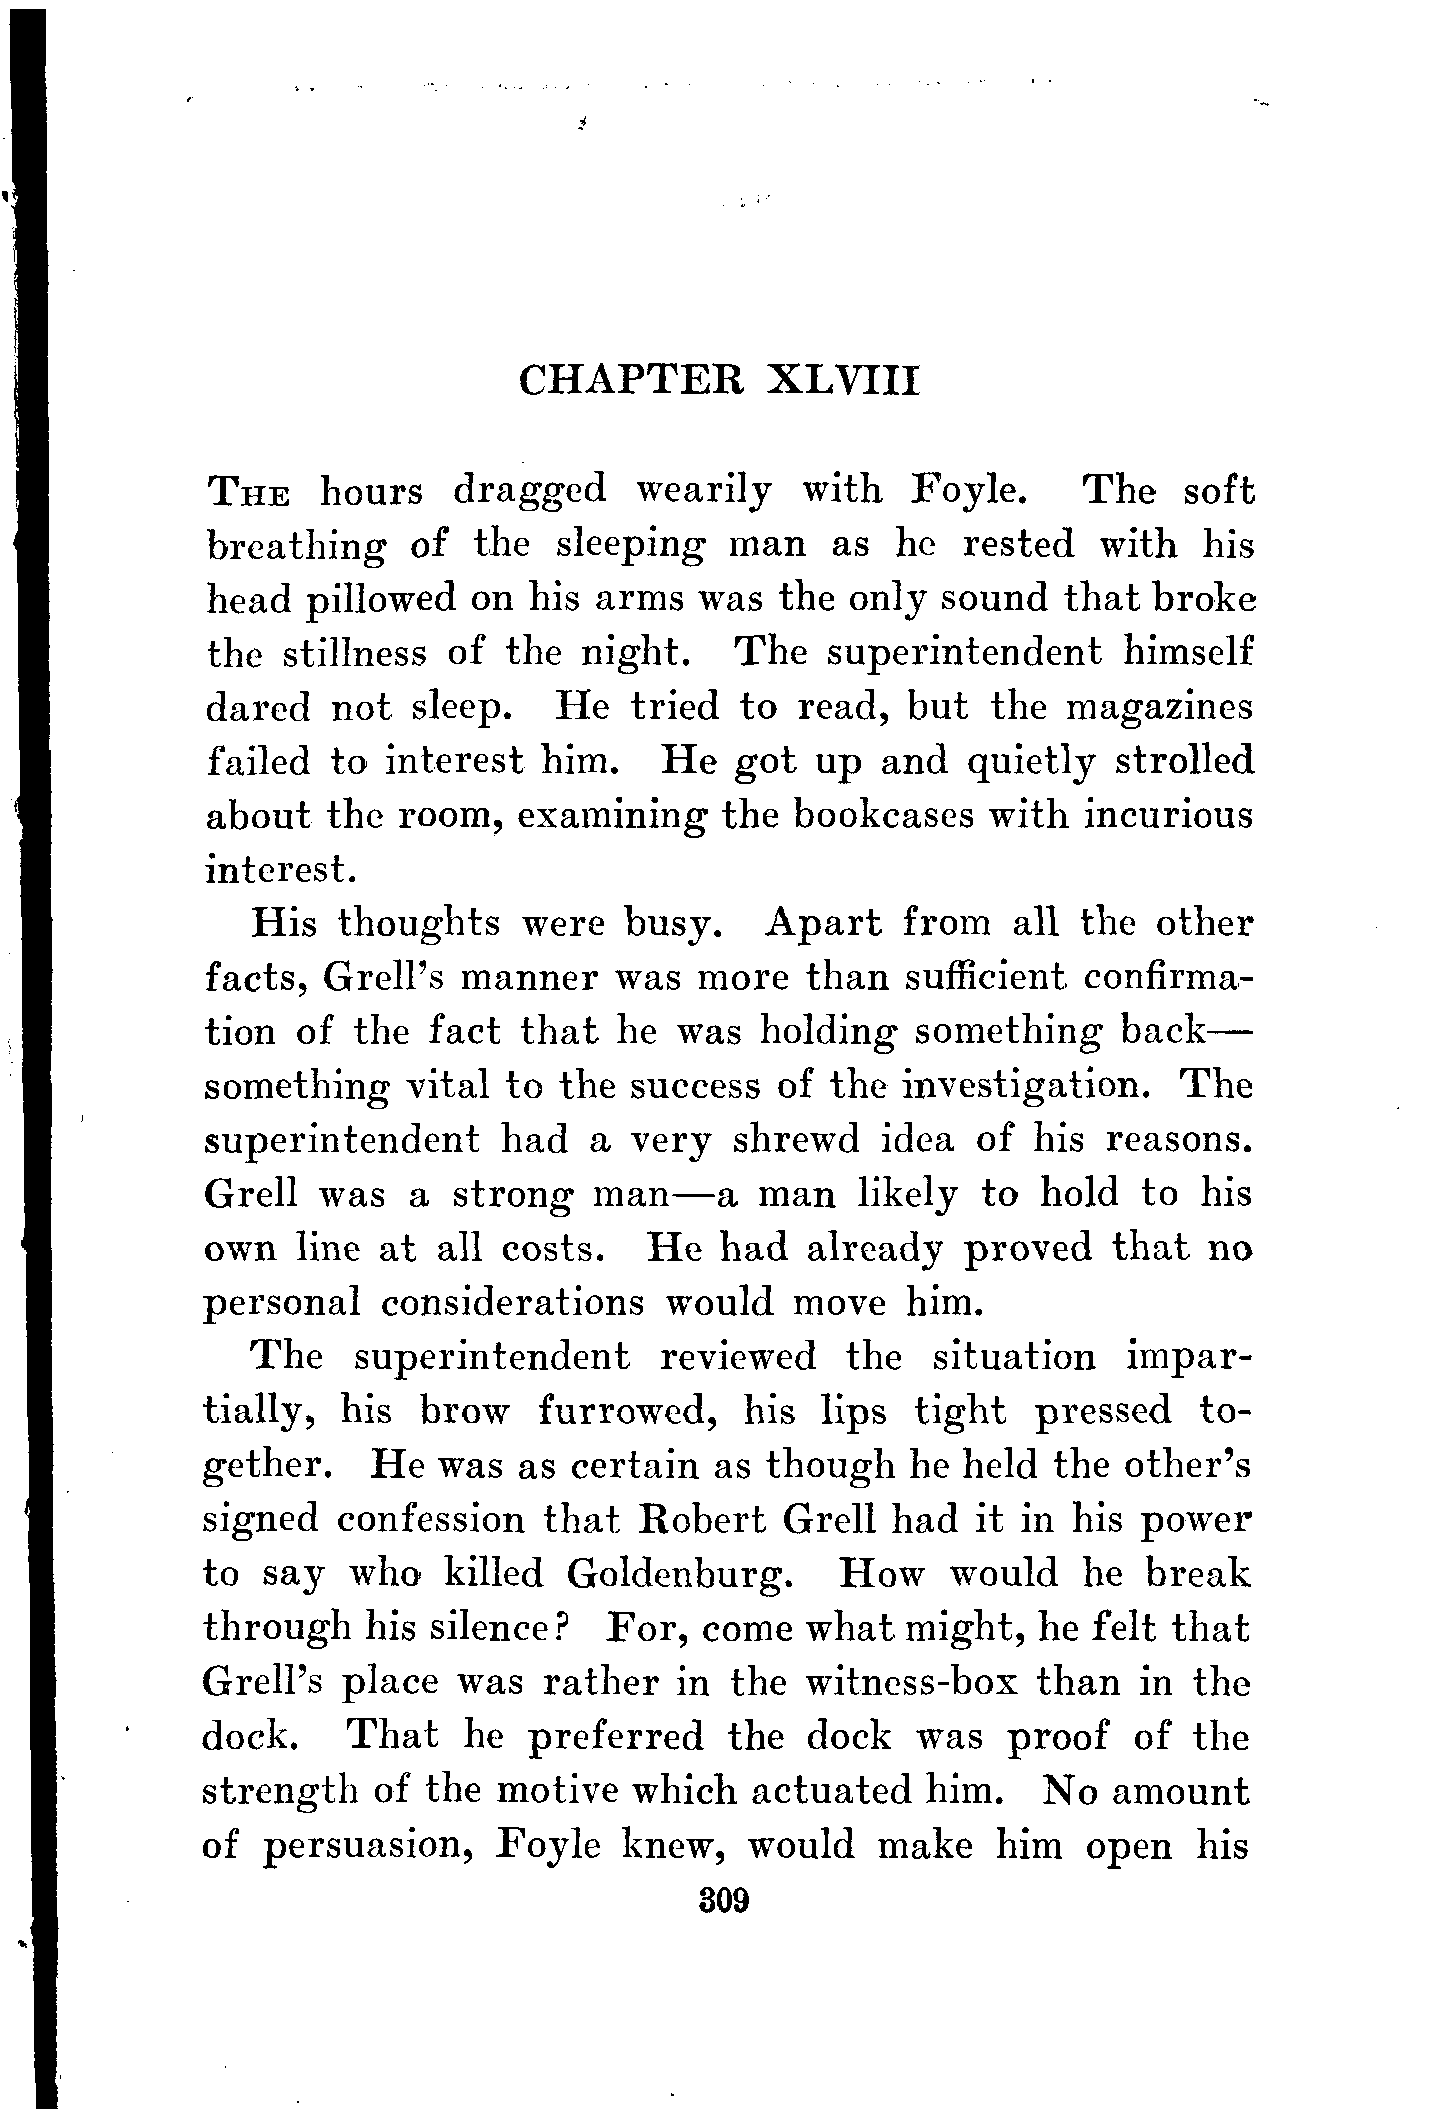 CHAPTER XLVIII
THE hours dragged wearily with Foyle. The soft
breathing of the sleeping man as he rested with his
head pillowed on his arms was the only sound that broke
the stillness of the night. The superintendent himself
dared not sleep. He tried to read, but the magazines
failed to interest him. He got up and quietly strolled
about the room, examining the bookcases with incurious
interest.
His thoughts were busy. Apart from all the other
facts, Grell's manner was more than sufficient confirma-
tion of the fact that he was holding something back—
something vital to the success of the investigation. The
superintendent had a very shrewd idea of his reasons.
Grell was a strong man—a man likely to hold to his
own line at all costs. He had already proved that no
personal considerations would move him.
The superintendent reviewed the situation impar-
tially, his brow furrowed, his lips tight pressed to-
gether. He was as certain as though he held the other's
signed confession that Robert Grell had it in his power
to say who killed Goldenburg. How would he break
through his silence? For, come what might, he felt that
Grell's place was rather in the witness-box than in the
dock. That he preferred the dock was proof of the
strength of the motive which actuated him. No amount
of persuasion, Foyle knew, would make him open his
309